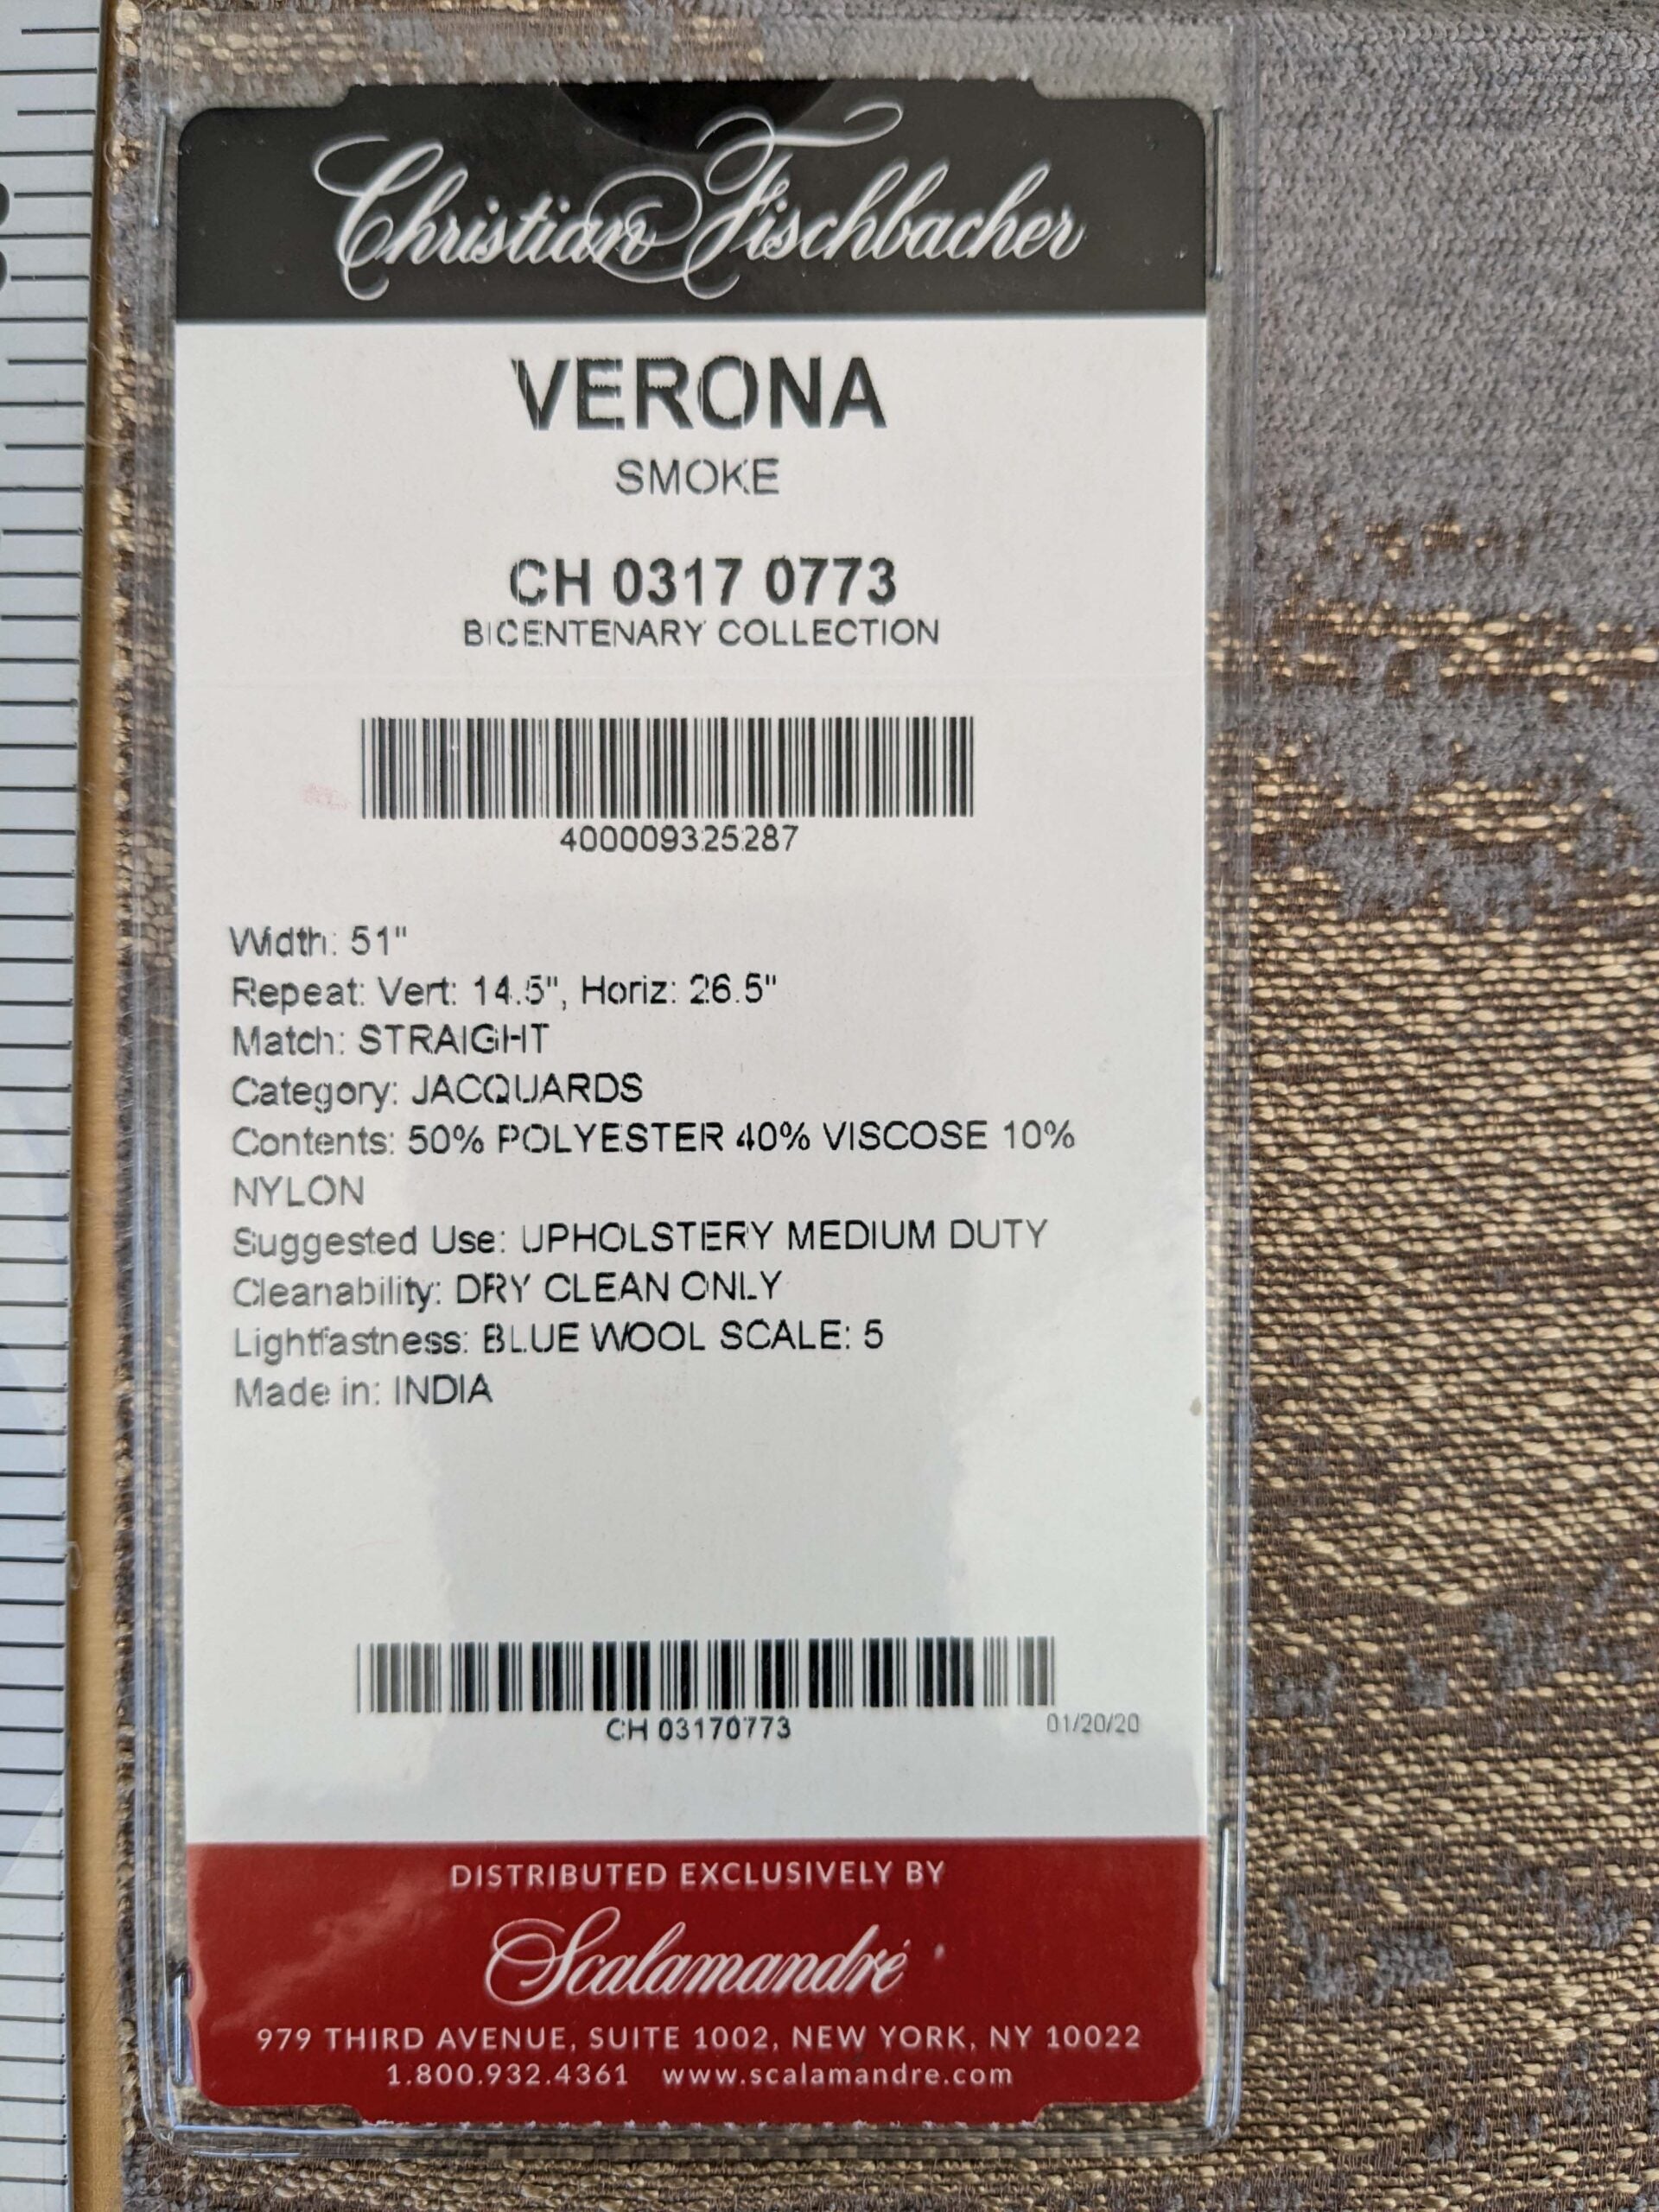 Christian Fischbacher
VERONA
SMOKE
CH 0317 0773
BICENTENARY COLLECTION
400009325287
Width: 51"
Repeat: Vert: 14.5", Horiz: 26.5"
Match: STRAIGHT
Category: JACQUARDS
Contents: 50% POLYESTER 40% VISCOSE 10%
NYLON
Suggested Use: UPHOLSTERY MEDIUM DUTY
Cleanability: DRY CLEAN ONLY
Lightfastness: BLUE WOOL SCALE: 5
Made in: INDIA
CH 03170773
01/20/20
DISTRIBUTED EXCLUSIVELY BY
Scalamandré
979 THIRD AVENUE, SUITE 1002, NEW YORK, NY 10022
1.800.932.4361 www.scalamandre.com